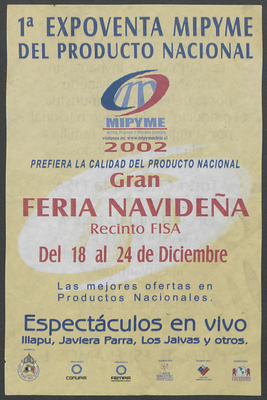 1ª EXPOVENTA MIPYME
DEL PRODUCTO NACIONAL
MIPYME
2002
PREFIERA LA CALIDAD DEL PRODUCTO NACIONAL
Gran
FERIA NAVIDEÑA
Recinto FISA
Del 18 al 24 de Diciembre
Las mejores ofertas en
Productos Nacionales.
Espectáculos en vivo
Illapu, Javiera Parra, Los Jaivas y otros.
CONUPIA